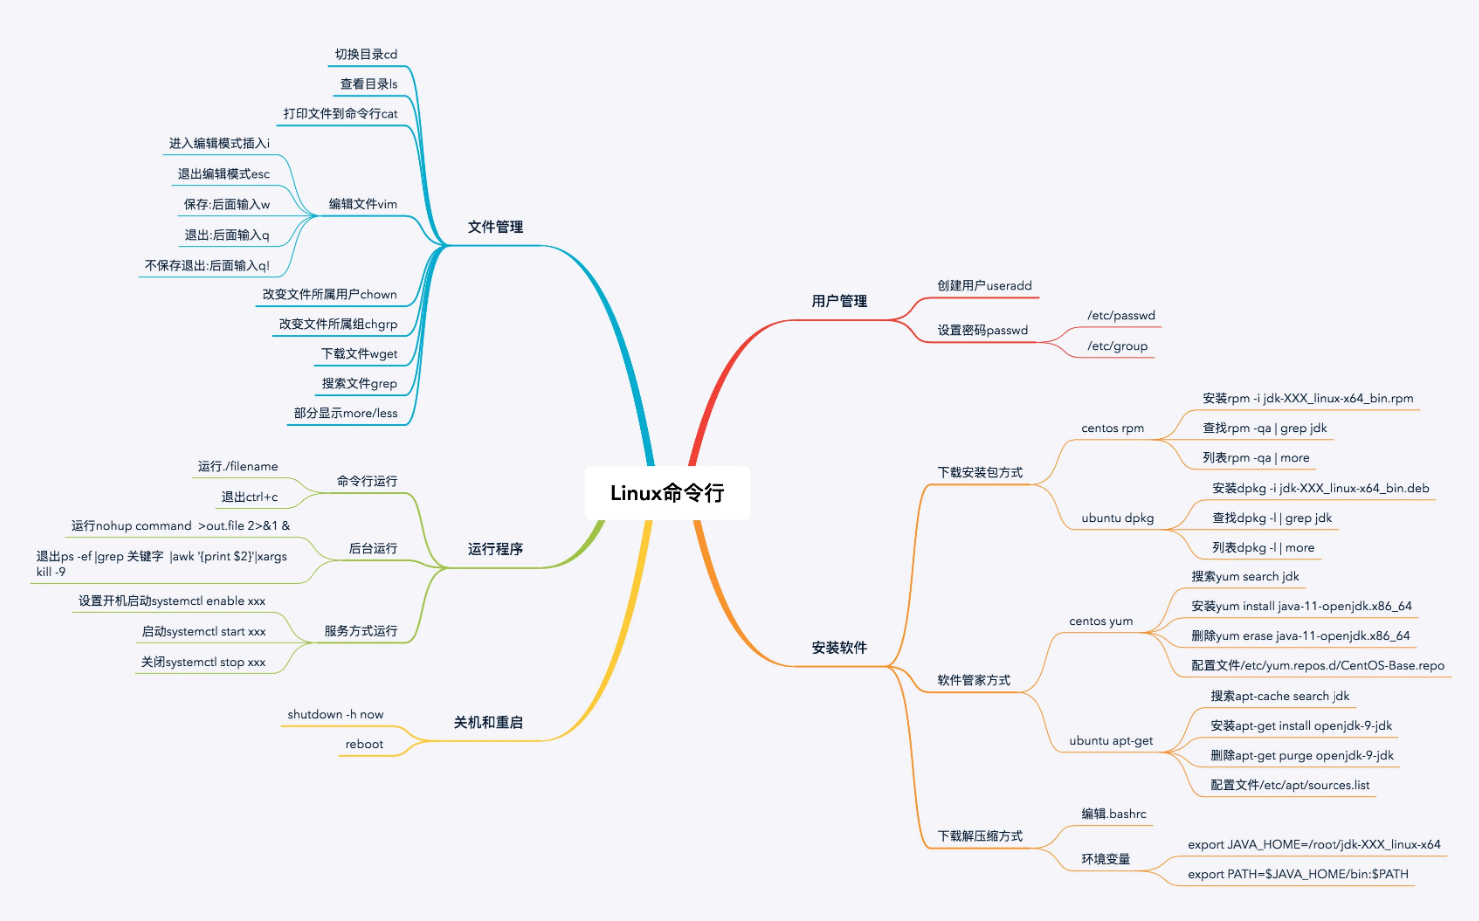 Linux命令行
用户管理
创建用户useradd
设置密码passwd
/etc/passwd
/etc/group
安装软件
下载安装包方式
centos rpm
安装rpm -i jdk-XXX_linux-x64_bin.rpm
查找rpm -qa | grep jdk
列表rpm -qa | more
ubuntu dpkg
安装dpkg -i jdk-XXX_linux-x64_bin.deb
查找dpkg -l | grep jdk
列表dpkg -l | more
软件管家方式
centos yum
搜索yum search jdk
安装yum install java-11-openjdk.x86_64
删除yum erase java-11-openjdk.x86_64
配置文件/etc/yum.repos.d/CentOS-Base.repo
ubuntu apt-get
搜索apt-cache search jdk
安装apt-get install openjdk-9-jdk
删除apt-get purge openjdk-9-jdk
配置文件/etc/apt/sources.list
下载解压缩方式
编辑.bashrc
环境变量
export JAVA_HOME=/root/jdk-XXX_linux-x64
export PATH=$JAVA_HOME/bin:$PATH
文件管理
切换目录cd
查看目录ls
打印文件到命令行cat
编辑文件vim
进入编辑模式插入i
退出编辑模式esc
保存:后面输入w
退出:后面输入q
不保存退出:后面输入q!
改变文件所属用户chown
改变文件所属组chgrp
下载文件wget
搜索文件grep
部分显示more/less
运行程序
命令行运行
运行./filename
退出ctrl+c
后台运行
运行nohup command  >out.file 2>&1 &
退出ps -ef |grep 关键字  |awk '{print $2}'|xargs
kill -9
服务方式运行
设置开机启动systemctl enable xxx
启动systemctl start xxx
关闭systemctl stop xxx
关机和重启
shutdown -h now
reboot